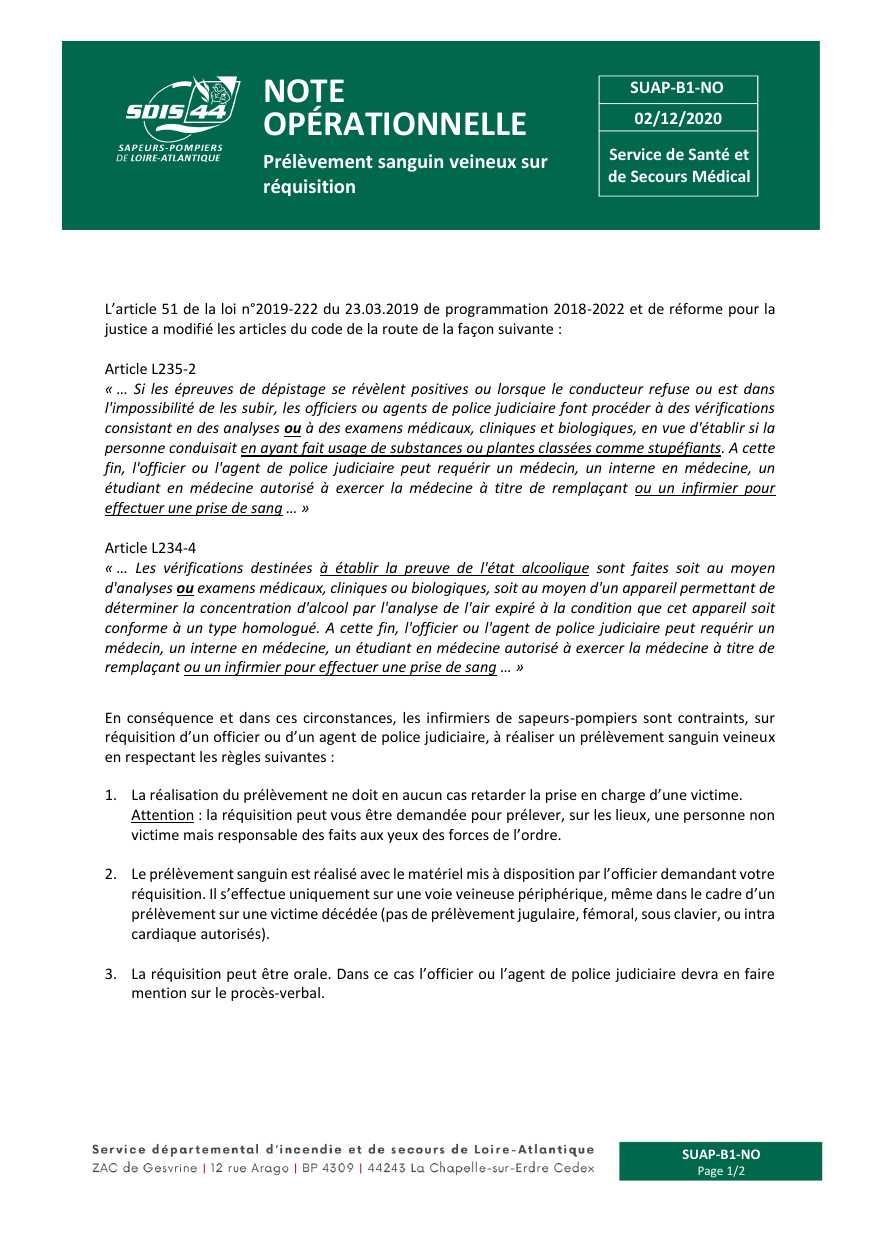 SDIS 44
SAPEURS-POMPIERS
DE LOIRE-ATLANTIQUE
NOTE
OPÉRATIONNELLE
Prélèvement sanguin veineux sur
réquisition
SUAP-B1-NO
02/12/2020
Service de Santé et
de Secours Médical
L’article 51 de la loi n°2019-222 du 23.03.2019 de programmation 2018-2022 et de réforme pour la
justice a modifié les articles du code de la route de la façon suivante :
Article L235-2
« … Si les épreuves de dépistage se révèlent positives ou lorsque le conducteur refuse ou est dans
l'impossibilité de les subir, les officiers ou agents de police judiciaire font procéder à des vérifications
consistant en des analyses ou à des examens médicaux, cliniques et biologiques, en vue d'établir si la
personne conduisait en ayant fait usage de substances ou plantes classées comme stupéfiants. A cette
fin, l'officier ou l'agent de police judiciaire peut requérir un médecin, un interne en médecine, un
étudiant en médecine autorisé à exercer la médecine à titre de remplaçant ou un infirmier pour
effectuer une prise de sang … »
Article L234-4
« … Les vérifications destinées à établir la preuve de l'état alcoolique sont faites soit au moyen
d'analyses ou examens médicaux, cliniques ou biologiques, soit au moyen d'un appareil permettant de
déterminer la concentration d'alcool par l'analyse de l'air expiré à la condition que cet appareil soit
conforme à un type homologué. A cette fin, l'officier ou l'agent de police judiciaire peut requérir un
médecin, un interne en médecine, un étudiant en médecine autorisé à exercer la médecine à titre de
remplaçant ou un infirmier pour effectuer une prise de sang … »
En conséquence et dans ces circonstances, les infirmiers de sapeurs-pompiers sont contraints, sur
réquisition d’un officier ou d’un agent de police judiciaire, à réaliser un prélèvement sanguin veineux
en respectant les règles suivantes :
1. La réalisation du prélèvement ne doit en aucun cas retarder la prise en charge d’une victime.
Attention : la réquisition peut vous être demandée pour prélever, sur les lieux, une personne non
victime mais responsable des faits aux yeux des forces de l’ordre.
2. Le prélèvement sanguin est réalisé avec le matériel mis à disposition par l’officier demandant votre
réquisition. Il s’effectue uniquement sur une voie veineuse périphérique, même dans le cadre d’un
prélèvement sur une victime décédée (pas de prélèvement jugulaire, fémoral, sous clavier, ou intra
cardiaque autorisés).
3. La réquisition peut être orale. Dans ce cas l’officier ou l’agent de police judiciaire devra en faire
mention sur le procès-verbal.
Service départemental d'incendie et de secours de Loire-Atlantique
ZAC de Gesvrine | 12 rue Arago | BP 4309 | 44243 La Chapelle-sur-Erdre Cedex
SUAP-B1-NO
Page 1/2